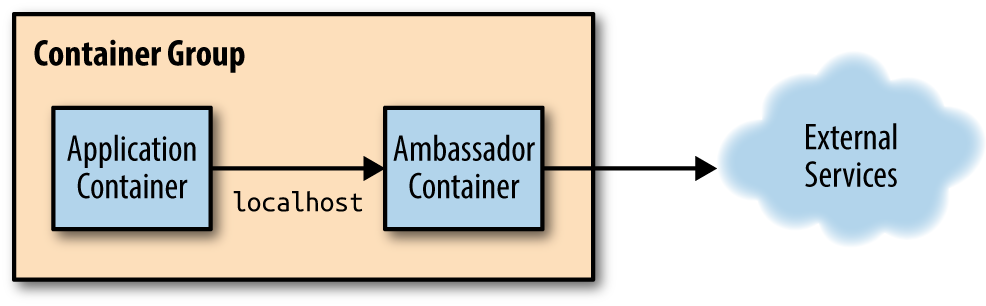 Container Group
Application
Container
localhost
Ambassador
Container
External
Services